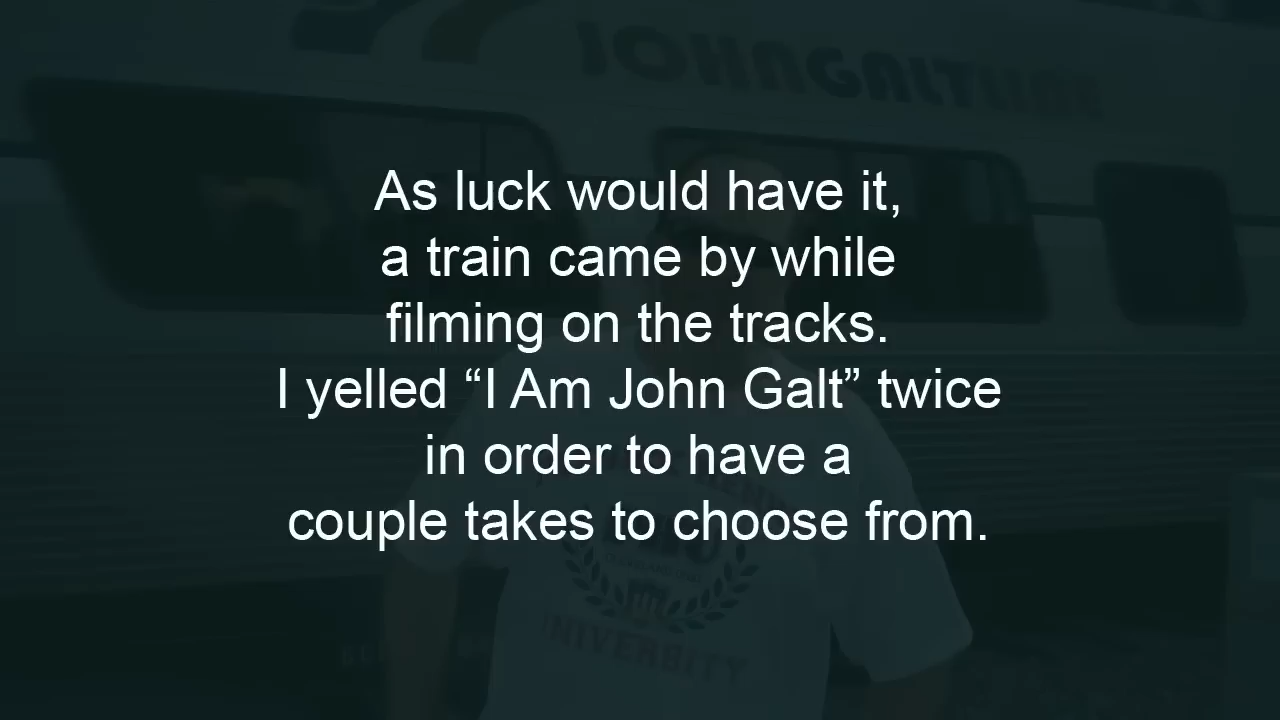 JOHNGALTLINE
As luck would have it,
a train came by while
filming on the tracks.
I yelled “I Am John Galt” twice
in order to have a
couple takes to choose from.